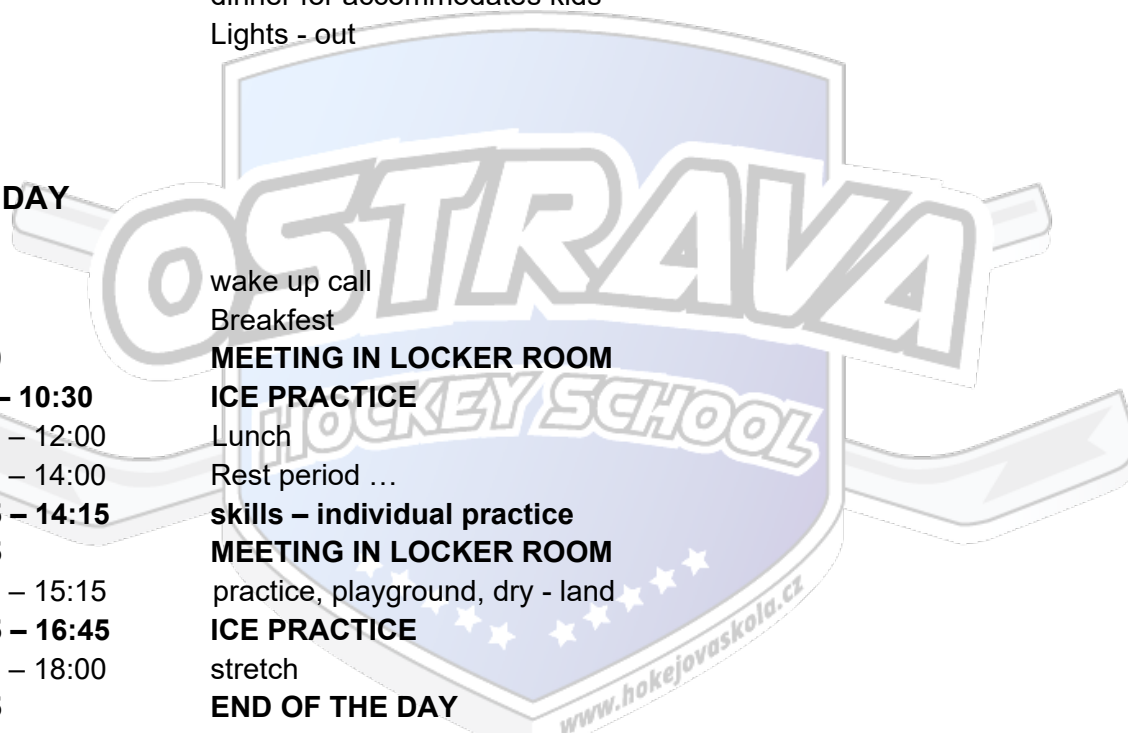 dinner for accommodates kids
Lights - out
DAY
wake up call
Breakfest
MEETING IN LOCKER ROOM
– 10:30 ICE PRACTICE
– 12:00 Lunch
– 14:00 Rest period …
– 14:15 skills – individual practice
MEETING IN LOCKER ROOM
– 15:15 practice, playground, dry - land
– 16:45 ICE PRACTICE
– 18:00 stretch
END OF THE DAY
OSTRAVA
HOCKEY SCHOOL
www.hokejovaskola.cz